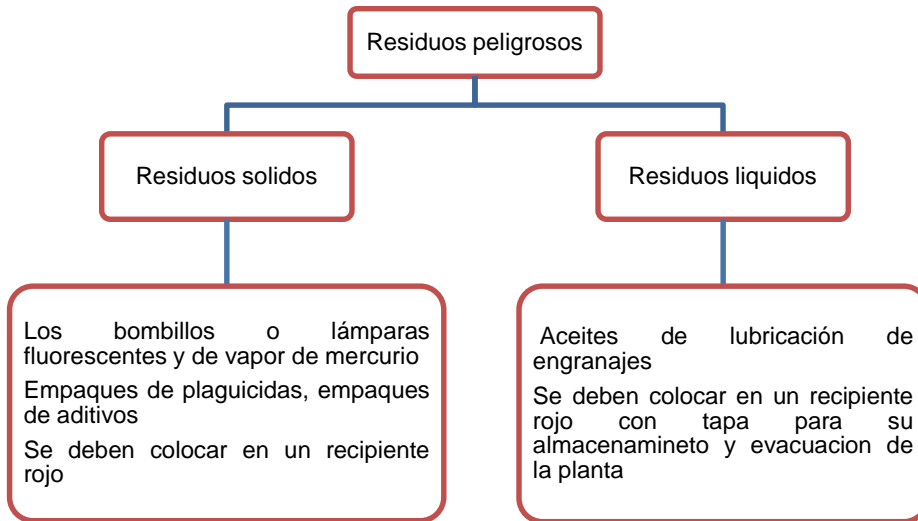 Residuos peligrosos
Residuos solidos
Residuos liquidos
Los bombillos o lámparas
fluorescentes y de vapor de mercurio
Empaques de plaguicidas, empaques
de aditivos
Se deben colocar en un recipiente
rojo
Aceites de lubricación de
engranajes
Se deben colocar en un recipiente
rojo con tapa para su
almacenamineto y evacuacion de
la planta